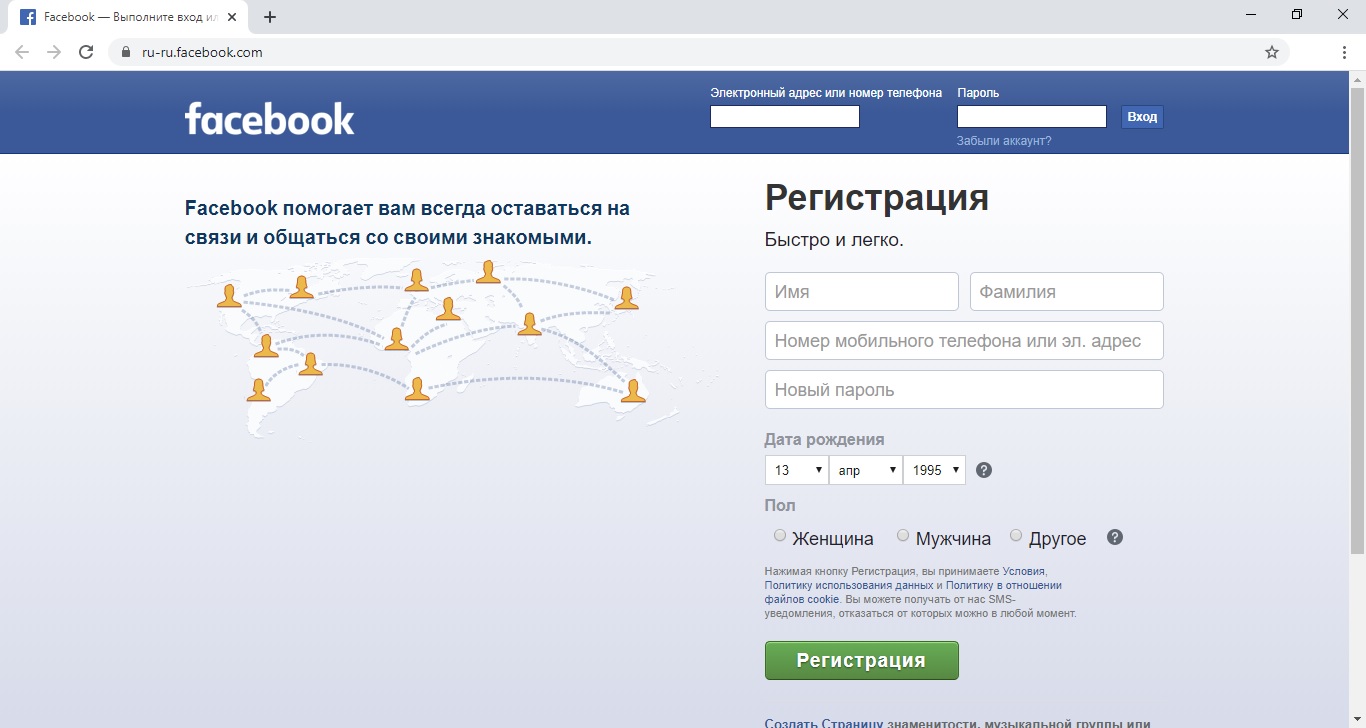 Facebook — Выполните вход ил
ru-ru.facebook.com
facebook
Электронный адрес или номер телефона
Пароль
Вход
Забыли аккаунт?
Facebook помогает вам всегда оставаться на
связи и общаться со своими знакомыми.
Регистрация
Быстро и легко.
Имя
Фамилия
Номер мобильного телефона или эл. адрес
Новый пароль
Дата рождения
13 апр 1995
Пол
Женщина Мужчина Другое
Нажимая кнопку Регистрация, вы принимаете Условия,
Политику использования данных и Политику в отношении
файлов cookie. Вы можете получать от нас SMS-
уведомления, отказаться от которых можно в любой момент.
Регистрация
Создать Страницу знаменитости, музыкальной группы или